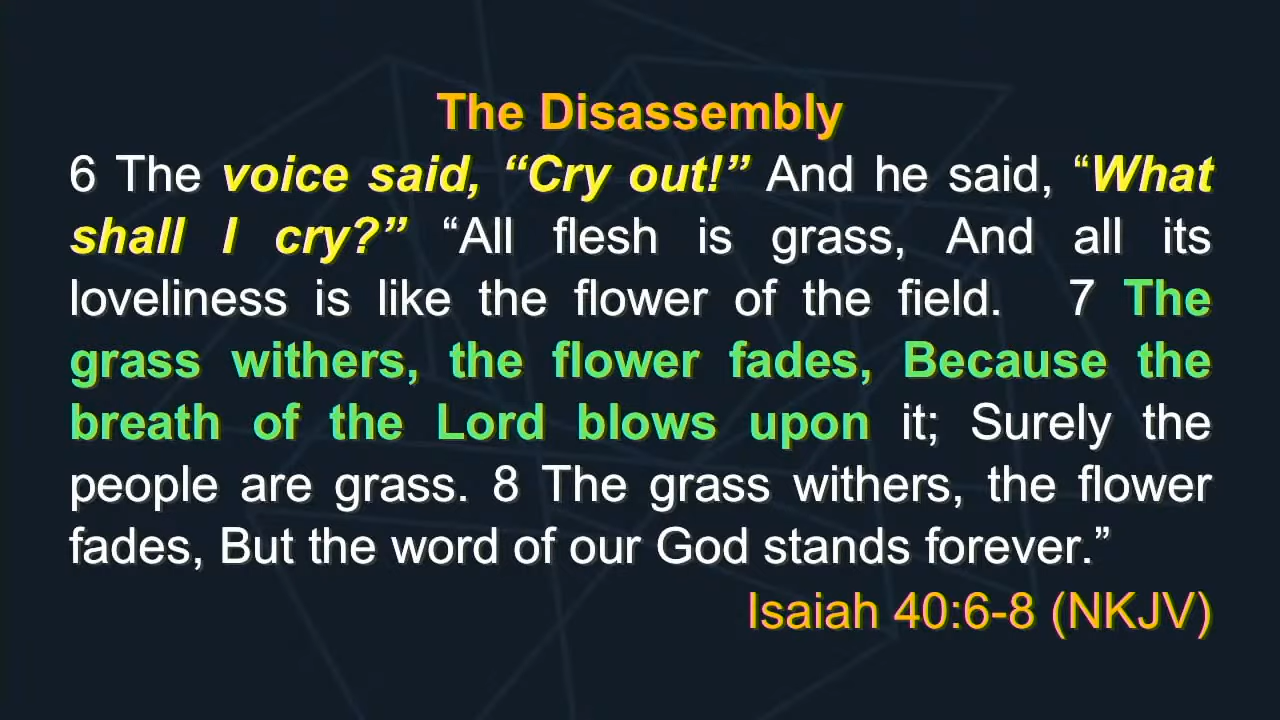 The Disassembly
6 The voice said, “Cry out!” And he said, “What
shall I cry?” “All flesh is grass, And all its
loveliness is like the flower of the field. 7 The
grass withers, the flower fades, Because the
breath of the Lord blows upon it; Surely the
people are grass. 8 The grass withers, the flower
fades, But the word of our God stands forever.”
Isaiah 40:6-8 (NKJV)